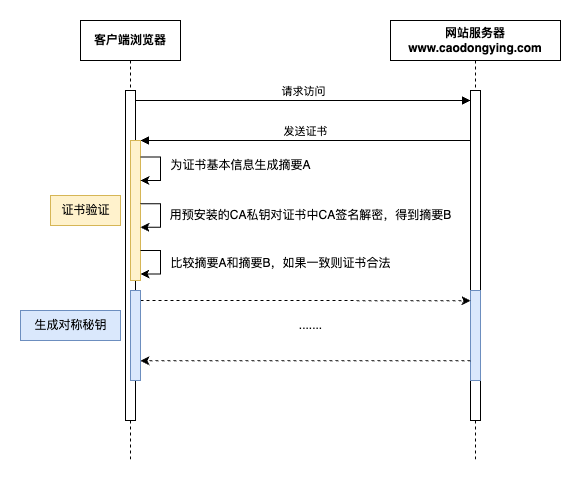 客户端浏览器
网站服务器
www.caodongying.com
请求访问
发送证书
为证书基本信息生成摘要A
证书验证
用预安装的CA私钥对证书中CA签名解密，得到摘要B
比较摘要A和摘要B，如果一致则证书合法
生成对称秘钥
.......